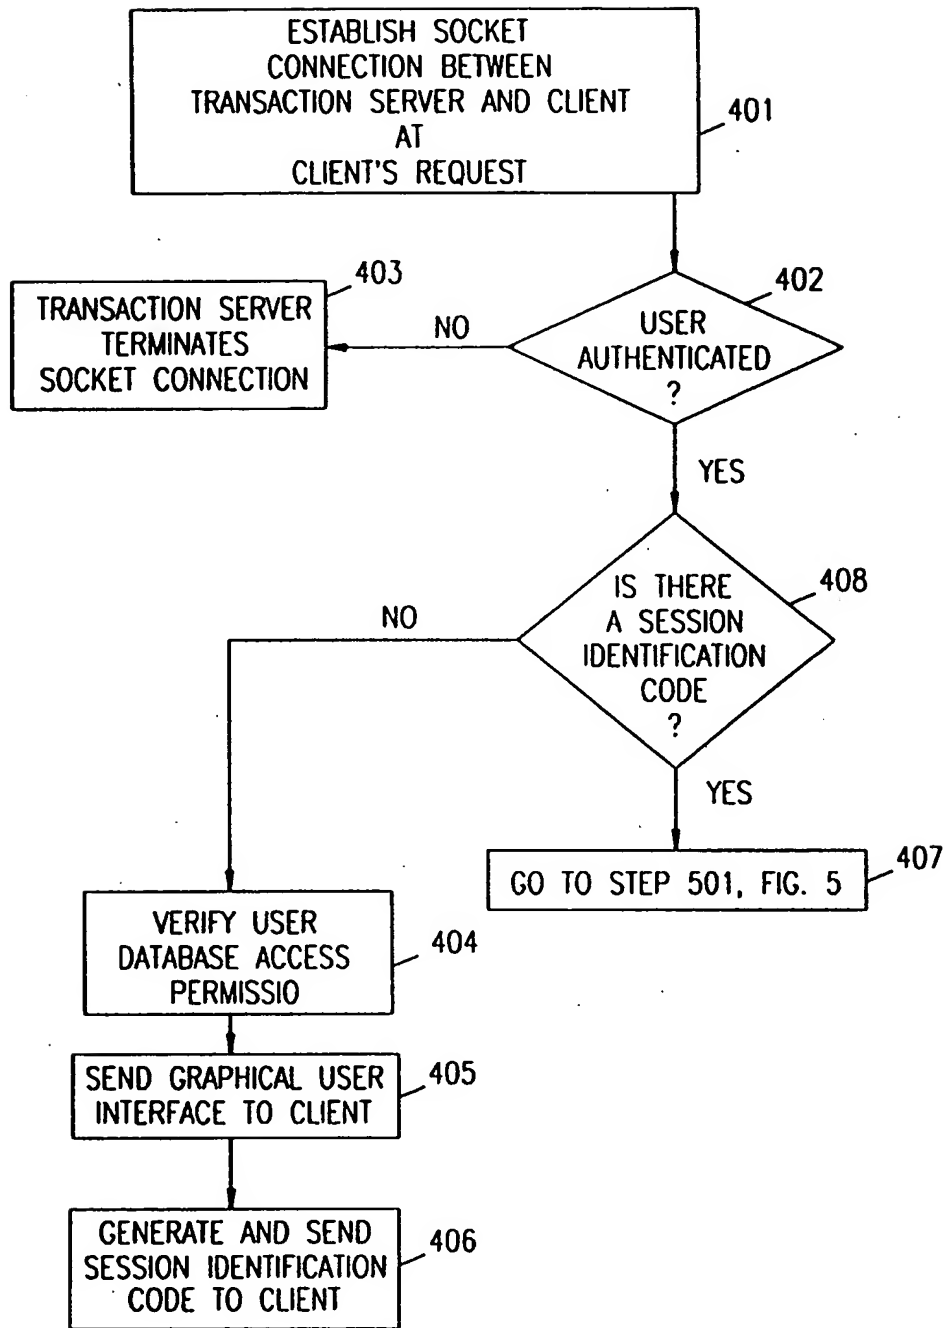 ESTABLISH SOCKET
CONNECTION BETWEEN
TRANSACTION SERVER AND CLIENT
AT
CLIENT'S REQUEST
401
403
TRANSACTION SERVER
TERMINATES
SOCKET CONNECTION
NO
402
USER
AUTHENTICATED
?
YES
408
IS THERE
A SESSION
IDENTIFICATION
CODE
?
NO
YES
407
GO TO STEP 501, FIG. 5
VERIFY USER
DATABASE ACCESS
PERMISSIO
404
SEND GRAPHICAL USER
INTERFACE TO CLIENT
405
GENERATE AND SEND
SESSION IDENTIFICATION
CODE TO CLIENT
406